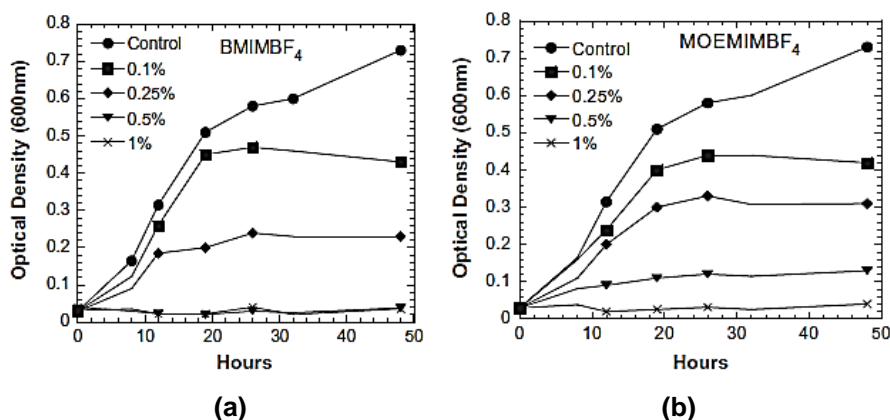 BMIMBF4
Control
0.1%
0.25%
0.5%
1%
Optical Density (600nm)
0.8
0.7
0.6
0.5
0.4
0.3
0.2
0.1
0
0 10 20 30 40 50
Hours
(a)
MOEMIMBF4
Control
0.1%
0.25%
0.5%
1%
Optical Density (600nm)
0.8
0.7
0.6
0.5
0.4
0.3
0.2
0.1
0
0 10 20 30 40 50
Hours
(b)